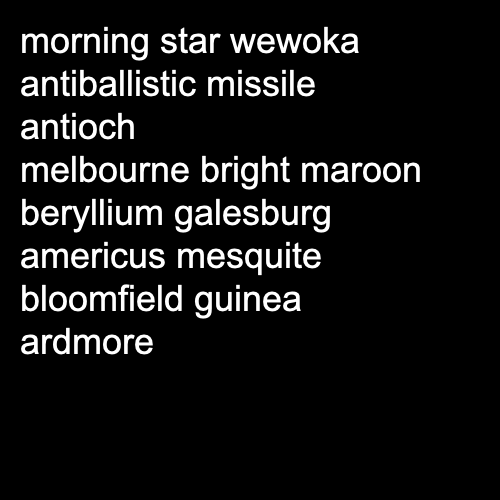 morning star wewoka
antiballistic missile
antioch
melbourne bright maroon
beryllium galesburg
americus mesquite
bloomfield guinea
ardmore